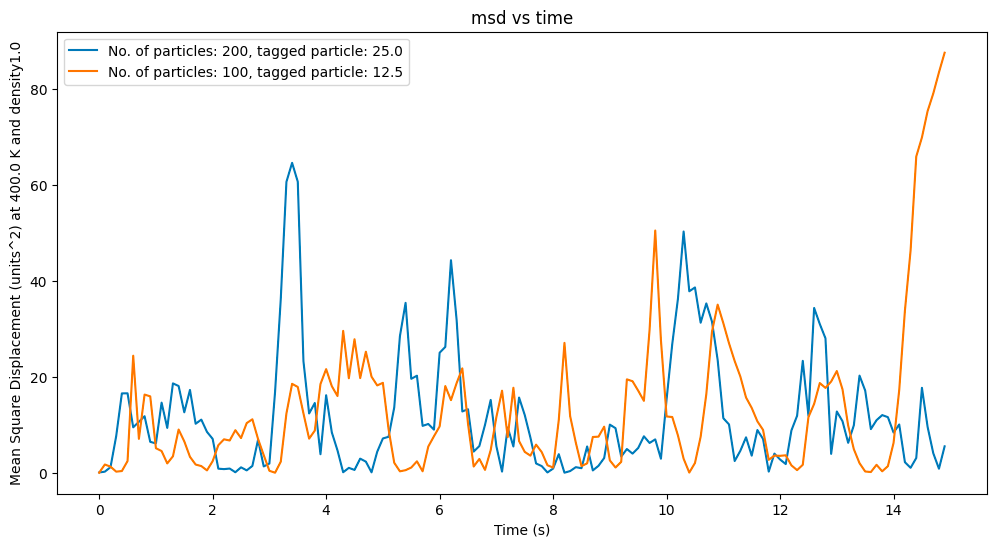 msd vs time
No. of particles: 200, tagged particle: 25.0
No. of particles: 100, tagged particle: 12.5
Mean Square Displacement (units^2) at 400.0 K and density1.0
80
60
40
20
0
0 2 4 6 8 10 12 14
Time (s)